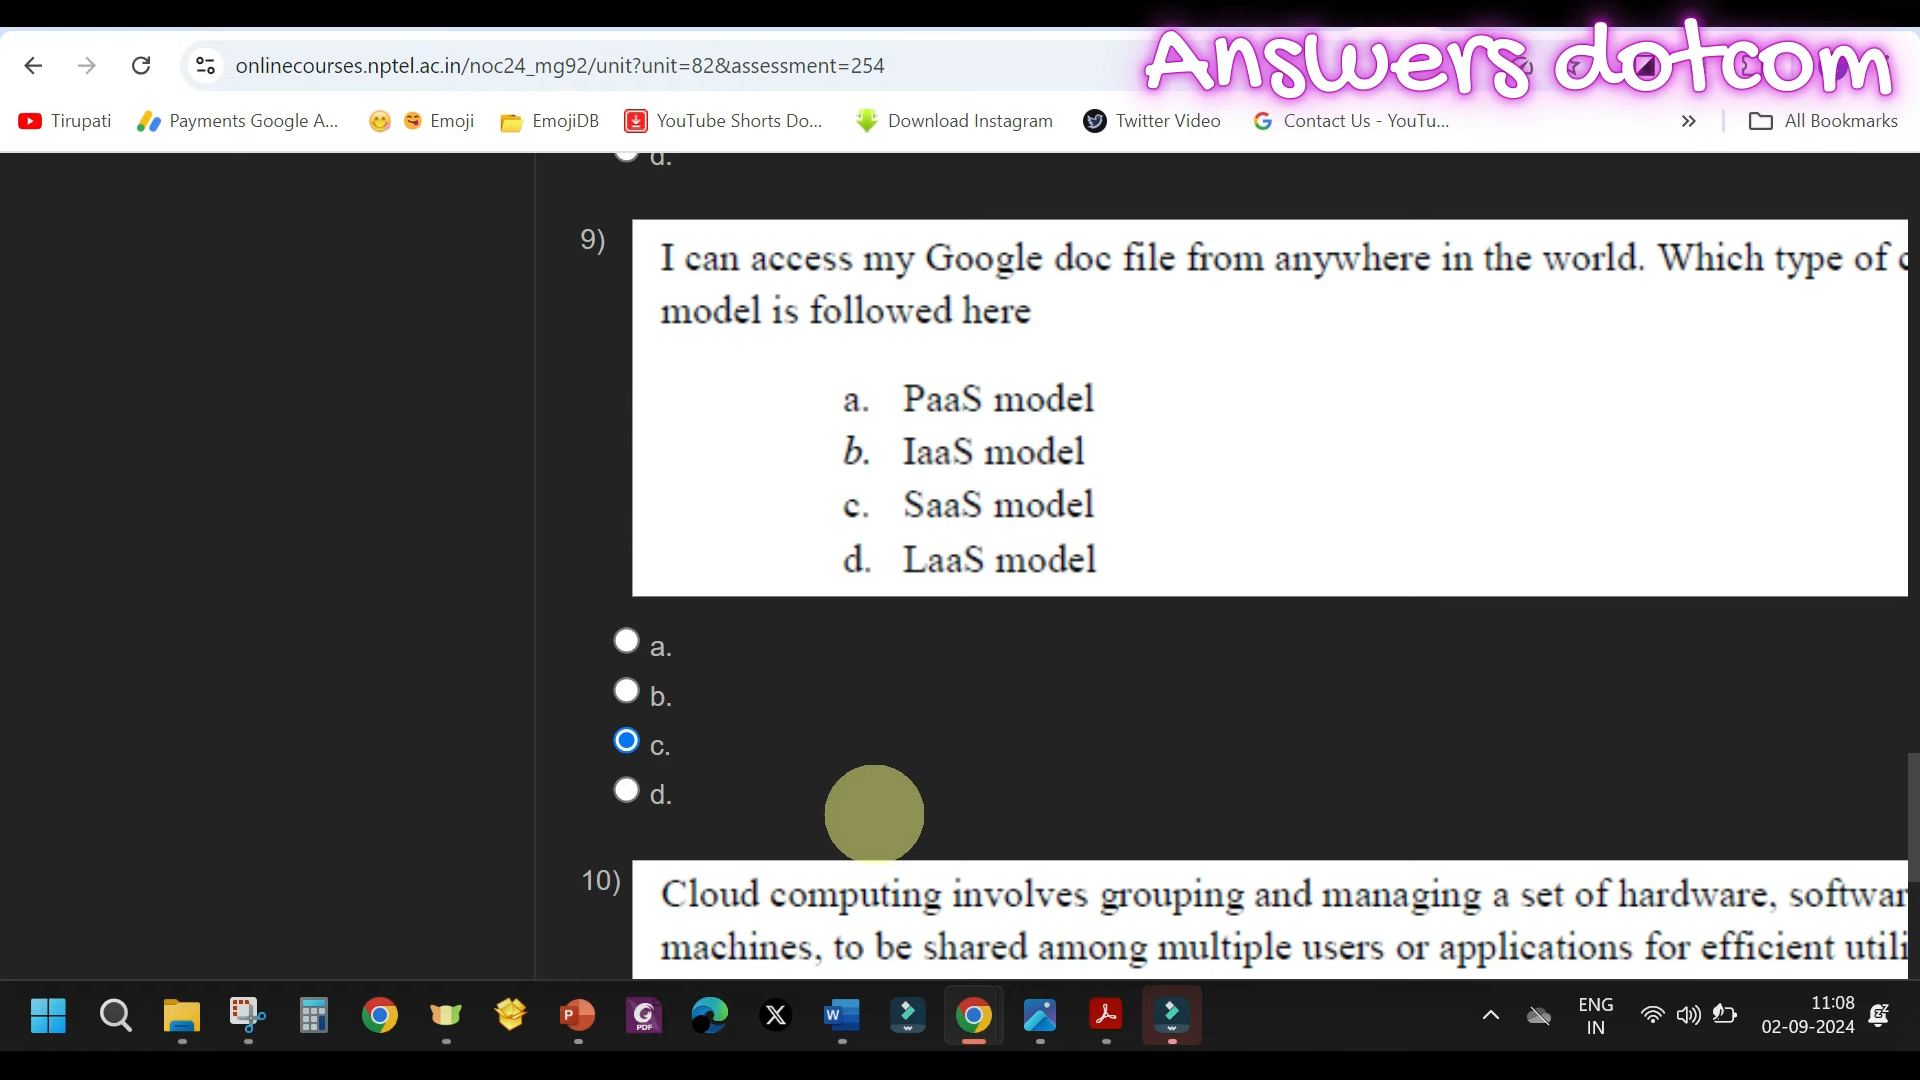 Answers dotcom
onlinecourses.nptel.ac.in/noc24_mg92/unit?unit=82&assessment=254
Tirupati
Payments Google A...
Emoji
EmojiDB
YouTube Shorts Do...
Download Instagram
Twitter Video
Contact Us - YouTu...
»
All Bookmarks
d.
9)
I can access my Google doc file from anywhere in the world. Which type of c
model is followed here
a. PaaS model
b. IaaS model
c. SaaS model
d. LaaS model
a.
b.
c.
d.
10)
Cloud computing involves grouping and managing a set of hardware, softwar
machines, to be shared among multiple users or applications for efficient utili
ENG
IN
11:08
02-09-2024